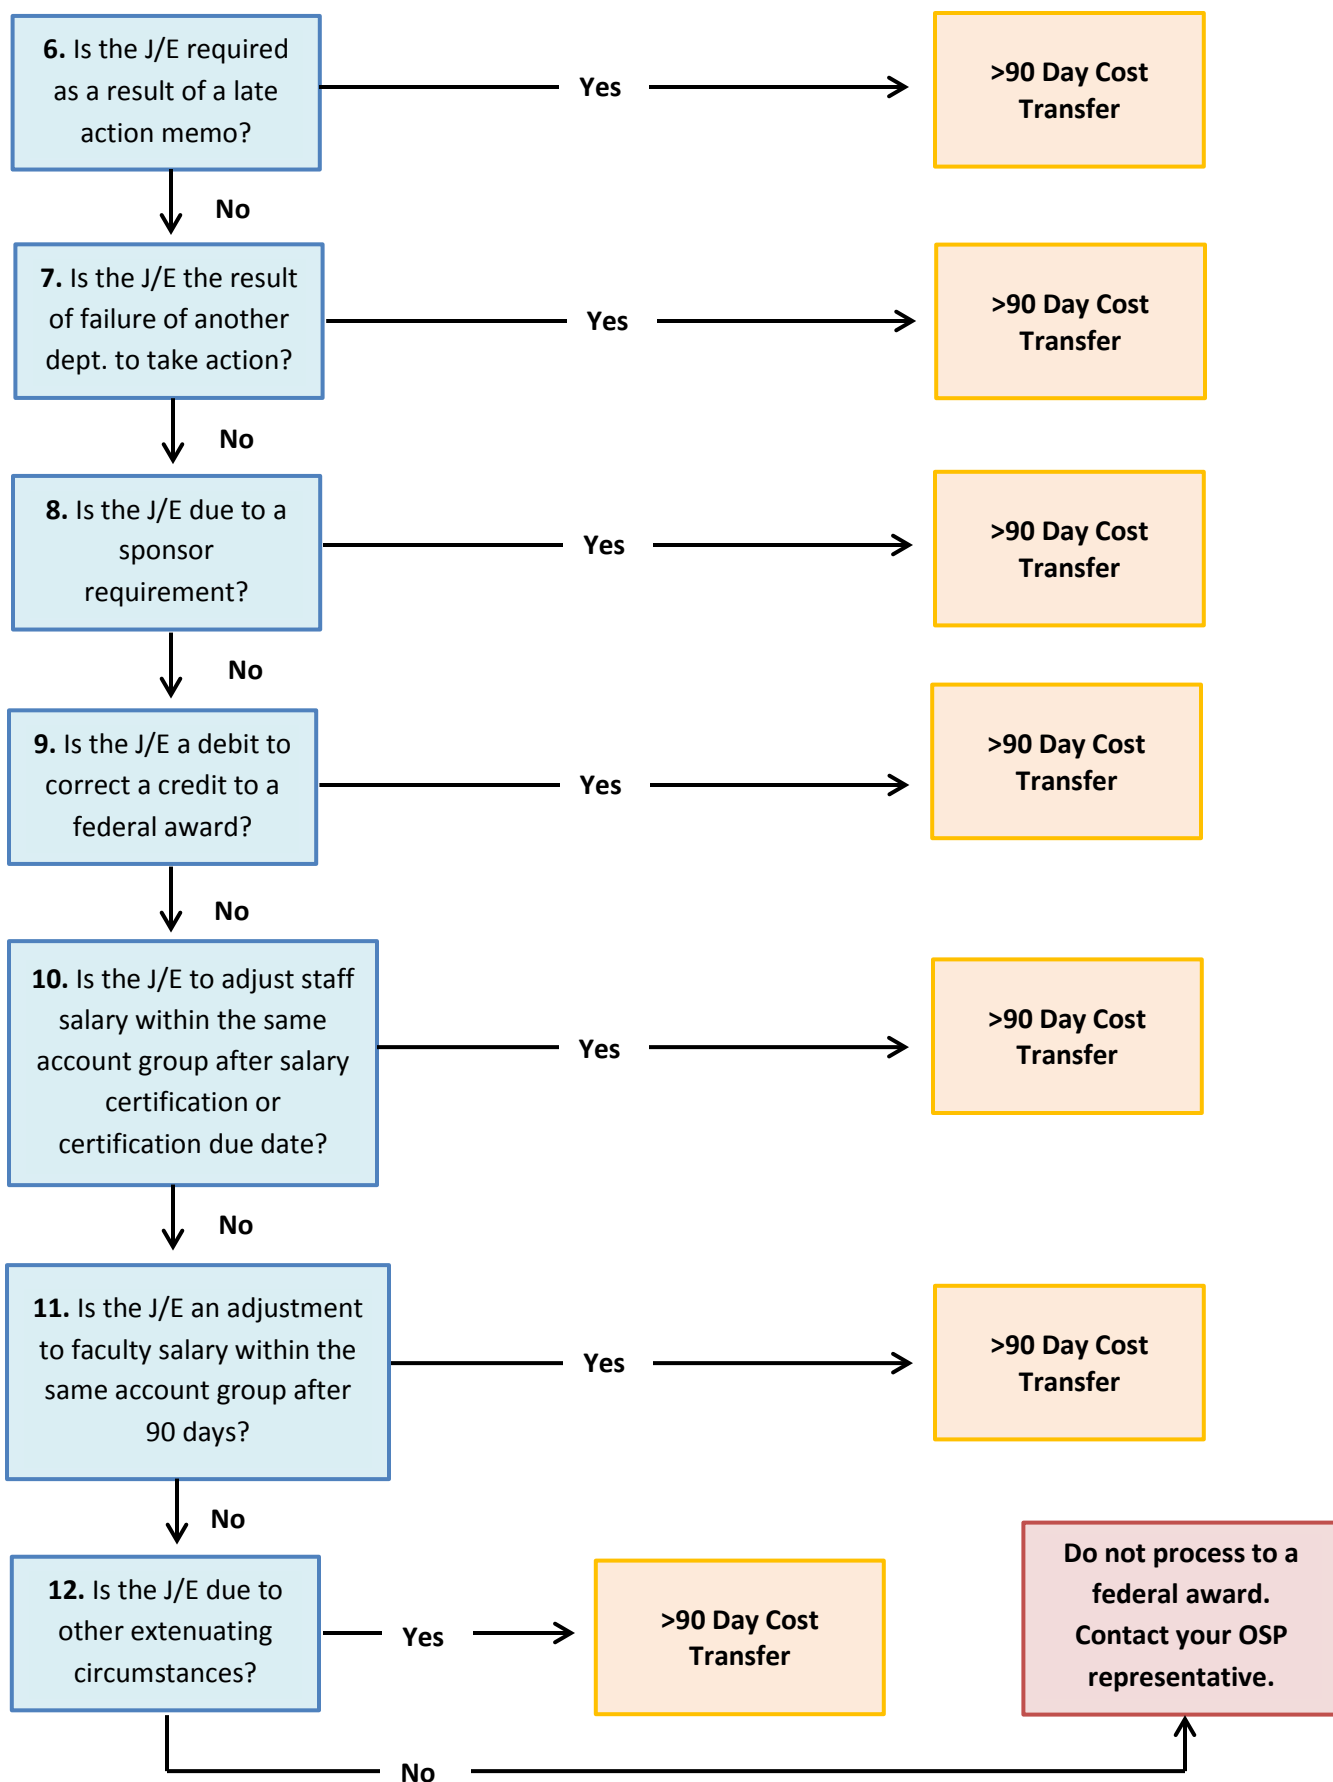 6. Is the J/E required
as a result of a late
action memo?
Yes
>90 Day Cost
Transfer
No
7. Is the J/E the result
of failure of another
dept. to take action?
Yes
>90 Day Cost
Transfer
No
8. Is the J/E due to a
sponsor
requirement?
Yes
>90 Day Cost
Transfer
No
9. Is the J/E a debit to
correct a credit to a
federal award?
Yes
>90 Day Cost
Transfer
No
10. Is the J/E to adjust staff
salary within the same
account group after salary
certification or
certification due date?
Yes
>90 Day Cost
Transfer
No
11. Is the J/E an adjustment
to faculty salary within the
same account group after
90 days?
Yes
>90 Day Cost
Transfer
No
12. Is the J/E due to
other extenuating
circumstances?
Yes
>90 Day Cost
Transfer
No
Do not process to a
federal award.
Contact your OSP
representative.